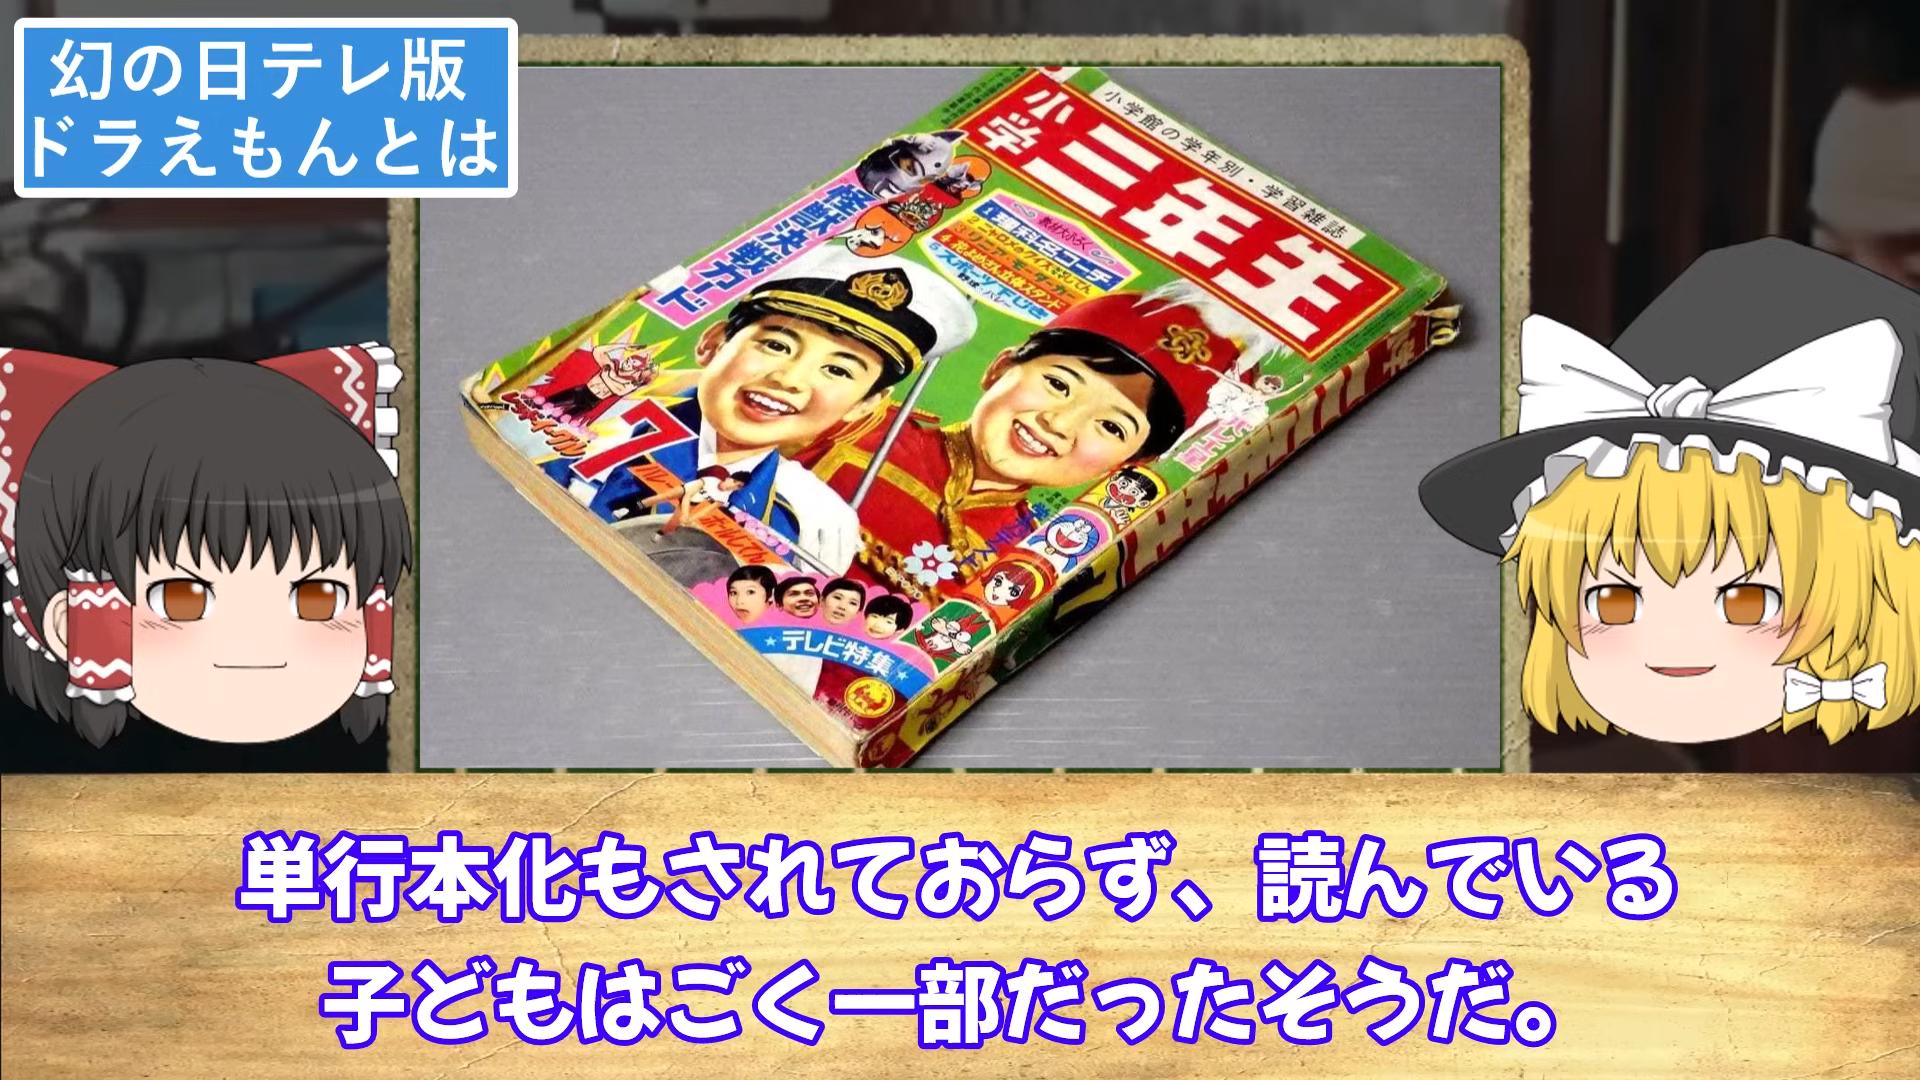 幻の日テレ版
ドラえもんとは
小学館の学年別・学習雑誌
小学三年生
怪獣決戦カード
7
テレビ特集
単行本化もされておらず、読んでいる
子どもはごく一部だったそうだ。